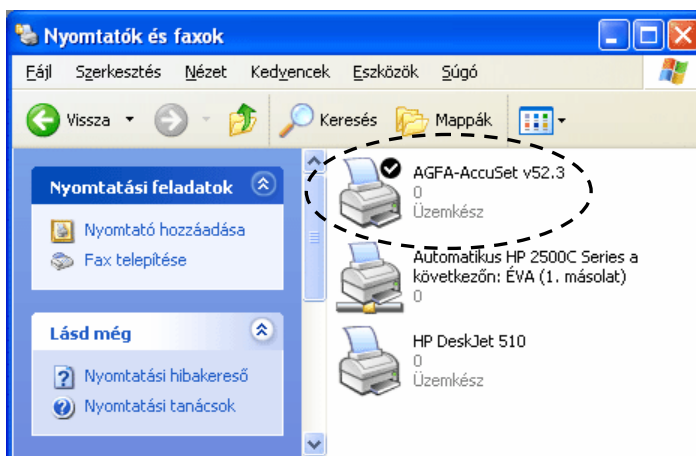 Nyomtatók és faxok
Fájl Szerkesztés Nézet Kedvencek Eszközök Súgó
Vissza Keresés Mappák
Nyomtatási feladatok
Nyomtató hozzáadása
Fax telepítése
Lásd még
Nyomtatási hibakereső
Nyomtatási tanácsok
AGFA-AccuSet v52.3
0
Üzemkész
Automatikus HP 2500C Series a
következőn: ÉVA (1. másolat)
0
HP DeskJet 510
0
Üzemkész